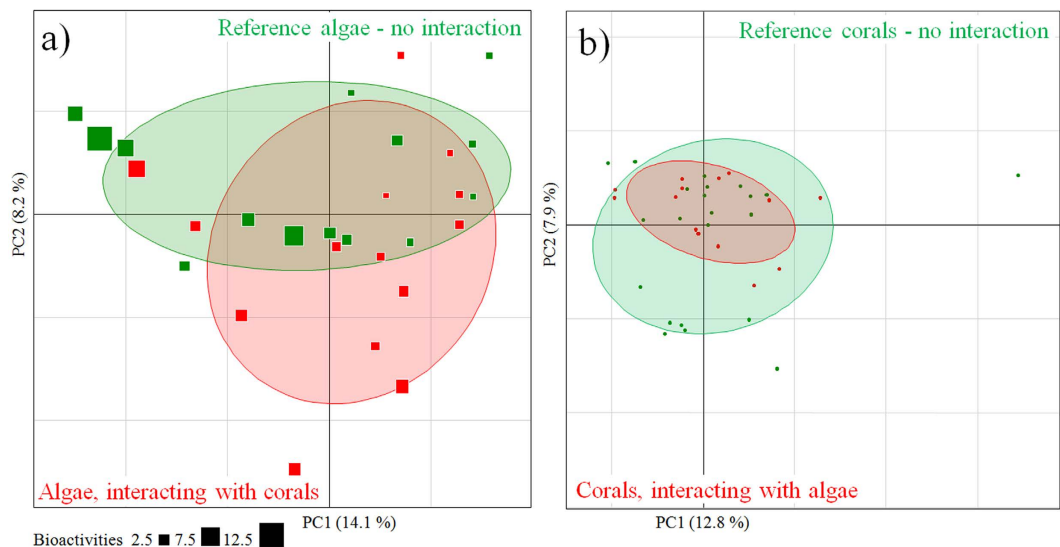 a)
Reference algae - no interaction
PC2 (8.2 %)
Algae, interacting with corals
PC1 (14.1 %)
Bioactivities 2.5 7.5 12.5
b)
Reference corals - no interaction
PC2 (7.9 %)
Corals, interacting with algae
PC1 (12.8 %)